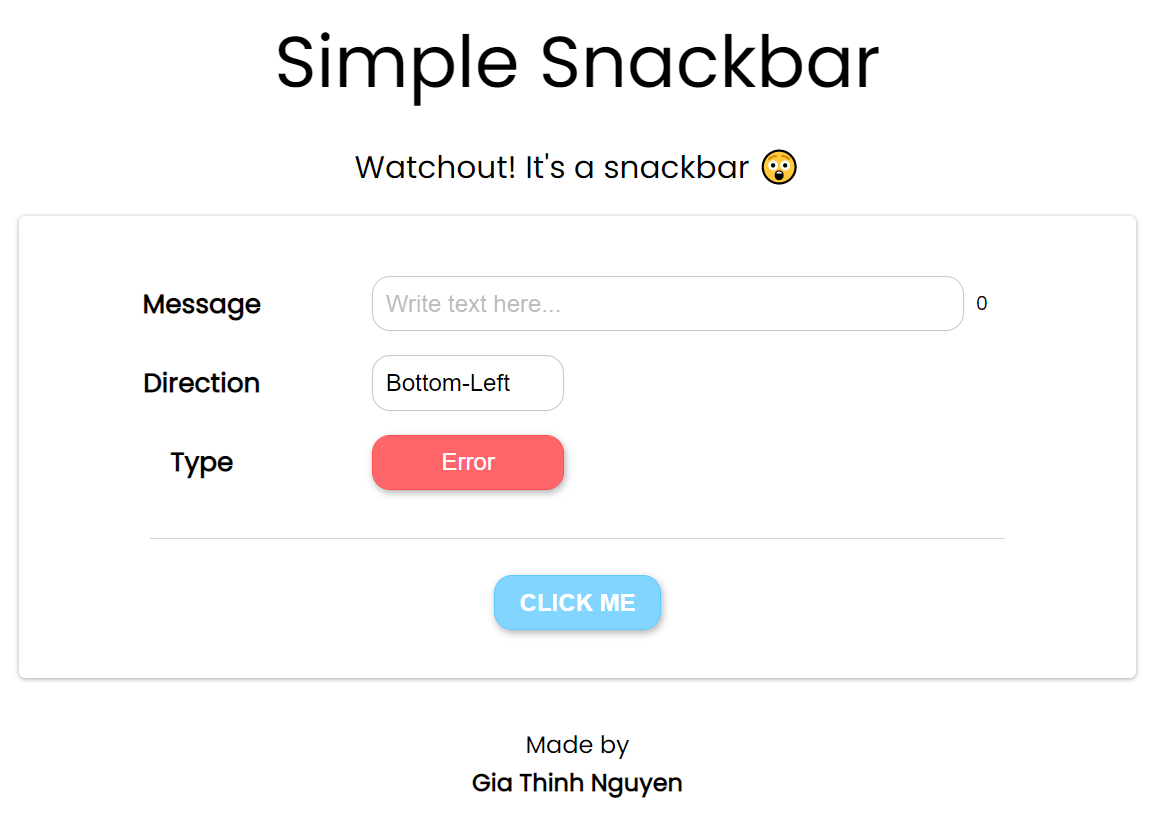 Simple Snackbar
Watchout! It's a snackbar 😲
Message Write text here... 0
Direction Bottom-Left
Type Error
CLICK ME
Made by
Gia Thinh Nguyen